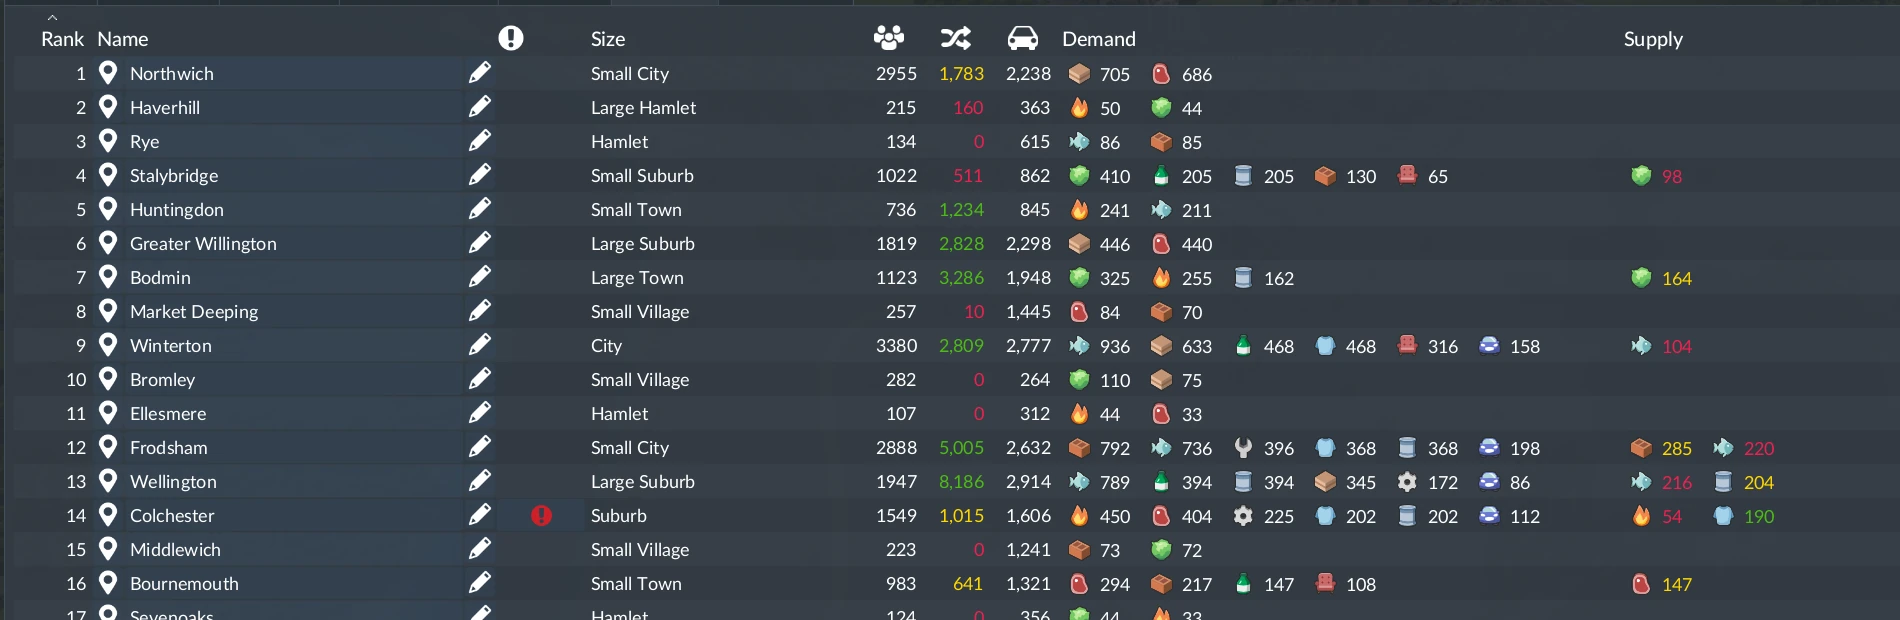 Rank Name Size Demand Supply
1 Northwich Small City 2955 1,783 2,238 705 686
2 Haverhill Large Hamlet 215 160 363 50 44
3 Rye Hamlet 134 0 615 86 85
4 Stalybridge Small Suburb 1022 511 862 410 205 205 130 65 98
5 Huntingdon Small Town 736 1,234 845 241 211
6 Greater Willington Large Suburb 1819 2,828 2,298 446 440
7 Bodmin Large Town 1123 3,286 1,948 325 255 162 164
8 Market Deeping Small Village 257 10 1,445 84 70
9 Winterton City 3380 2,809 2,777 936 633 468 468 316 158 104
10 Bromley Small Village 282 0 264 110 75
11 Ellesmere Hamlet 107 0 312 44 33
12 Frodsham Small City 2888 5,005 2,632 792 736 396 368 368 198 285 220
13 Wellington Large Suburb 1947 8,186 2,914 789 394 394 345 172 86 216 204
14 Colchester Suburb 1549 1,015 1,606 450 404 225 202 202 112 54 190
15 Middlewich Small Village 223 0 1,241 73 72
16 Bournemouth Small Town 983 641 1,321 294 217 147 108 147
17 Sevenoaks Hamlet 124 0 356 44 33